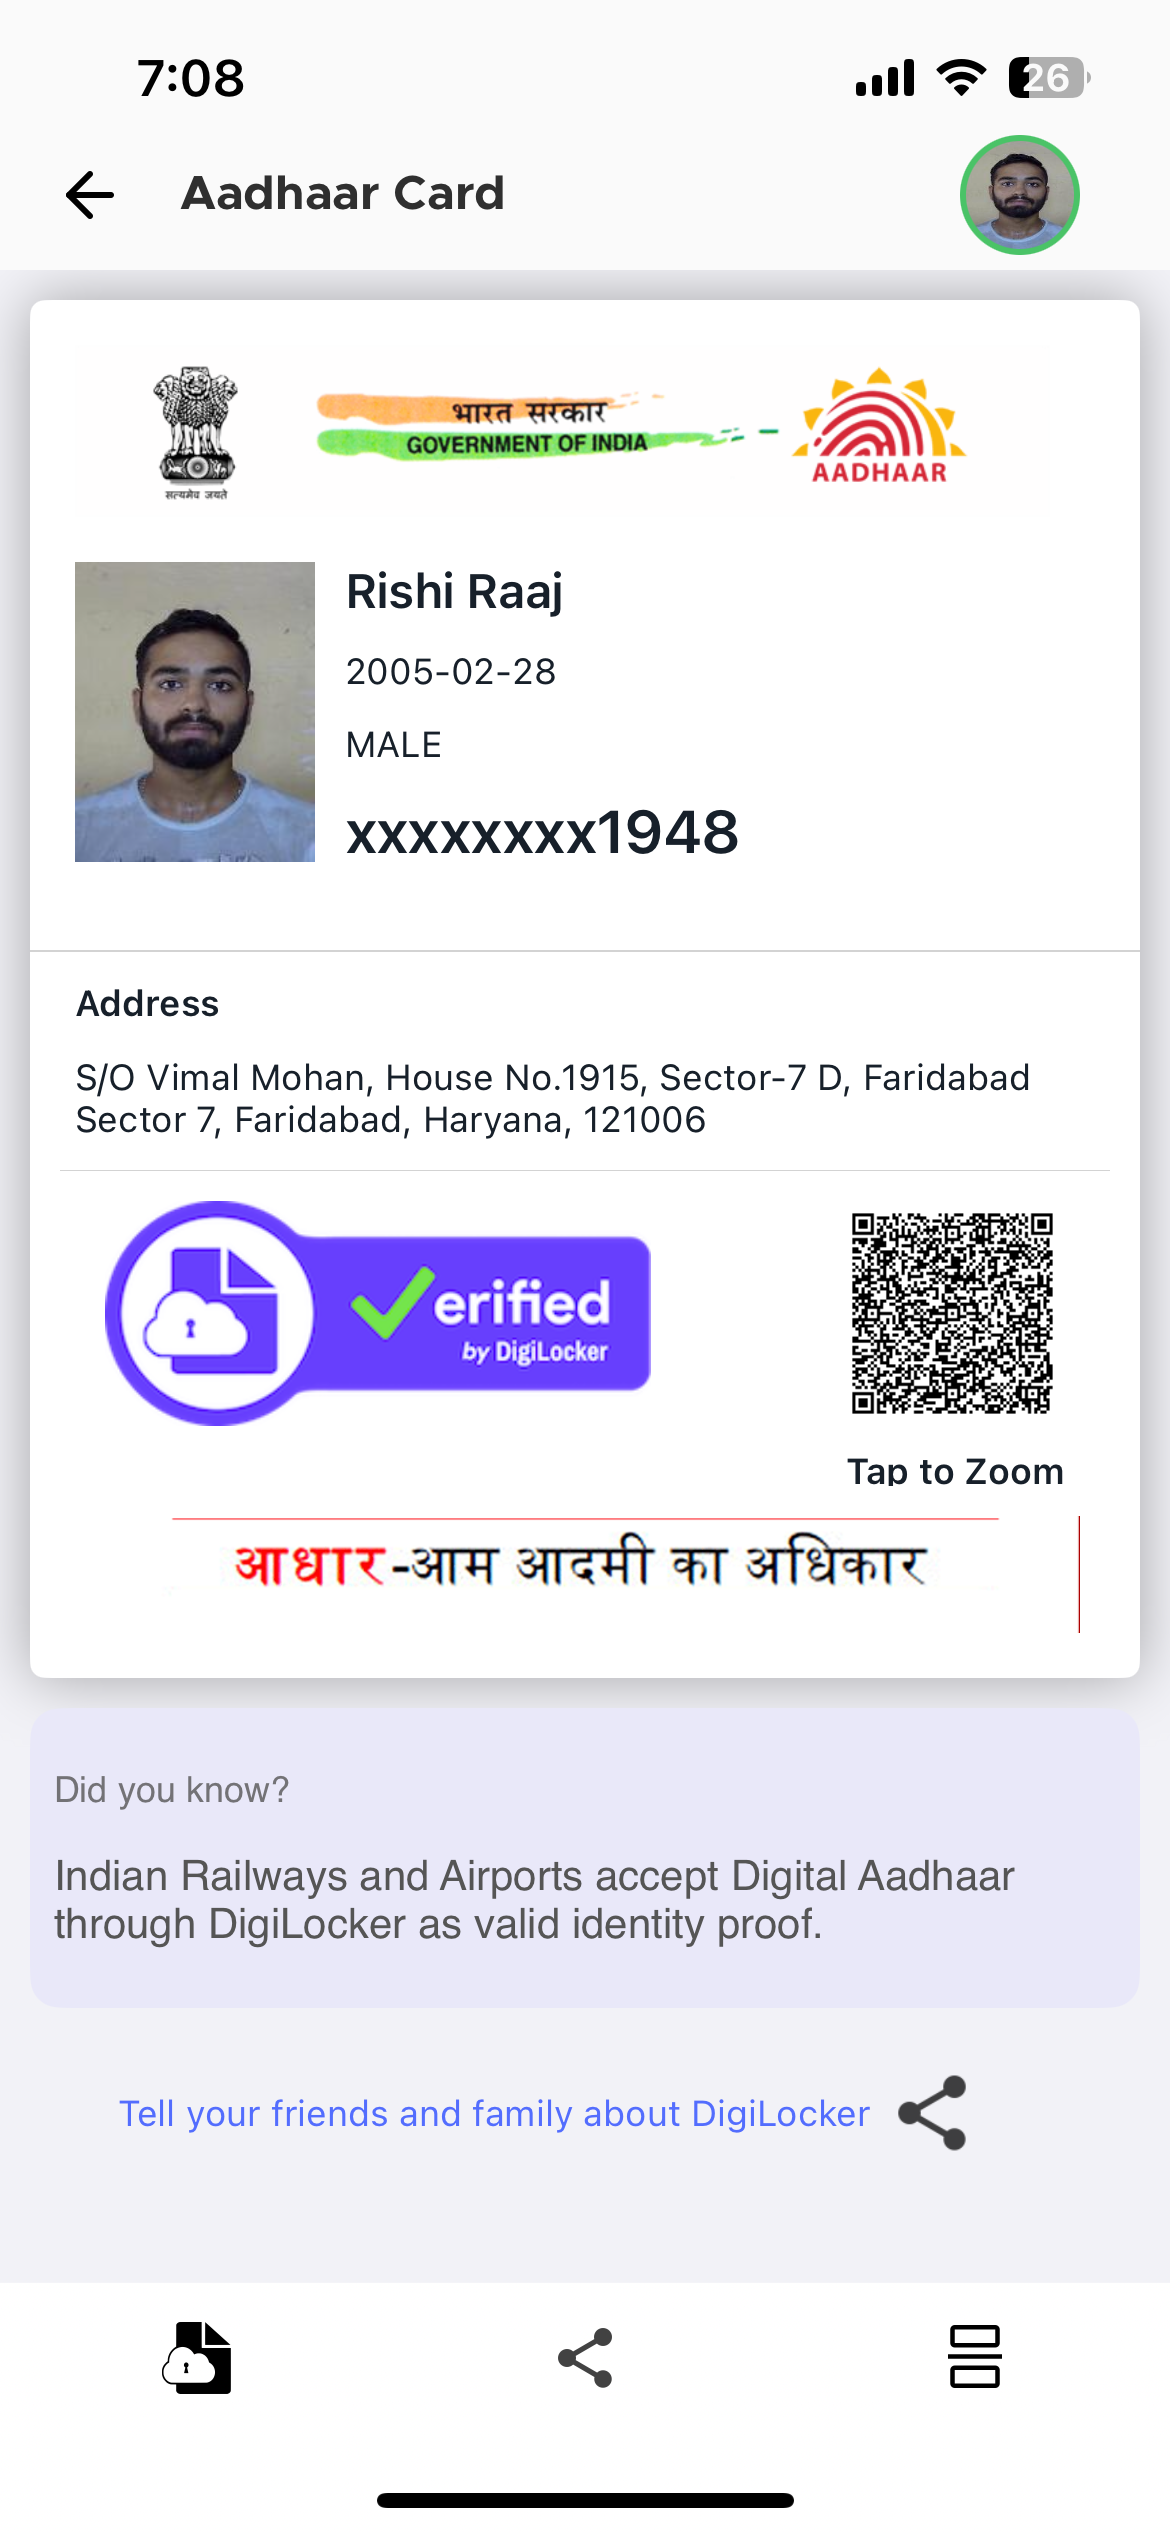 7:08
26
Aadhaar Card
भारत सरकार
GOVERNMENT OF INDIA
सत्यमेव जयते
AADHAAR
Rishi Raaj
2005-02-28
MALE
xxxxxxxx1948
Address
S/O Vimal Mohan, House No.1915, Sector-7 D, Faridabad
Sector 7, Faridabad, Haryana, 121006
erified
by DigiLocker
Tap to Zoom
आधार-आम आदमी का अधिकार
Did you know?
Indian Railways and Airports accept Digital Aadhaar
through DigiLocker as valid identity proof.
Tell your friends and family about DigiLocker